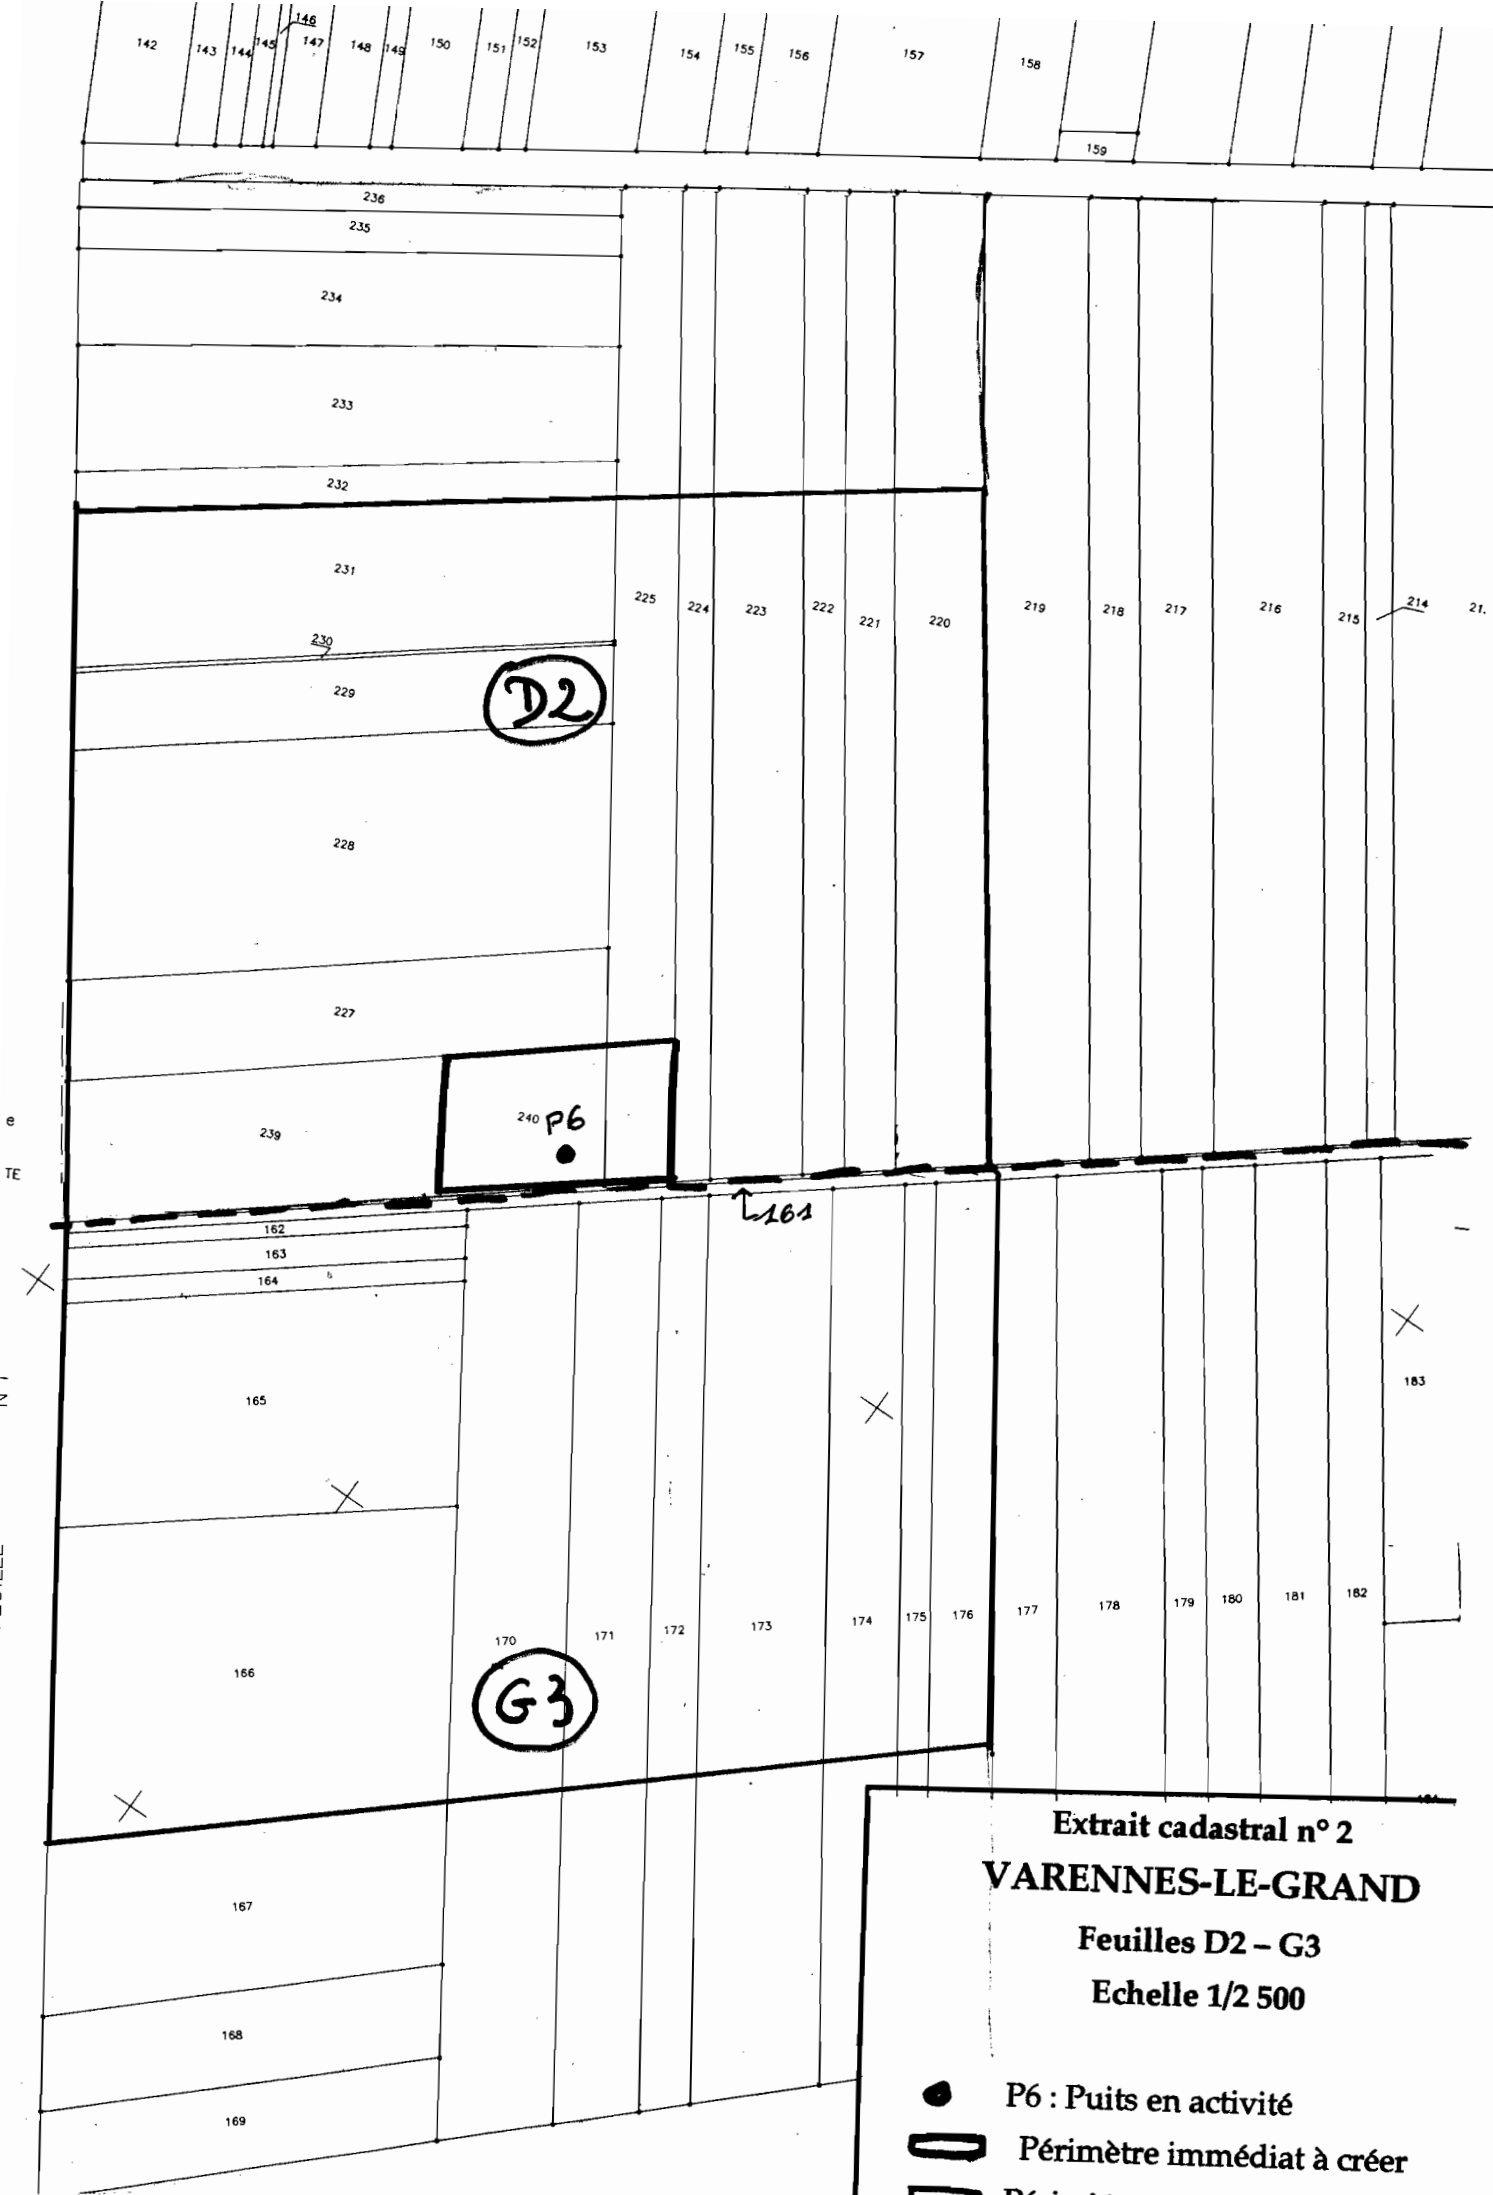 146
142 143 144 145 147 148 149 150 151 152 153 154 155 156 157 158
159
236
235
234
233
232
231
225 224 223 222 221 220 219 218 217 216 215 214 21.
230
229
D2
228
227
240 P6
239
e
TE
161
162
163
164
165
183
166
170 171 172 173 174 175 176 177 178 179 180 181 182
G3
167
168
169
Extrait cadastral n° 2
VARENNES-LE-GRAND
Feuilles D2 – G3
Echelle 1/2 500
P6 : Puits en activité
Périmètre immédiat à créer